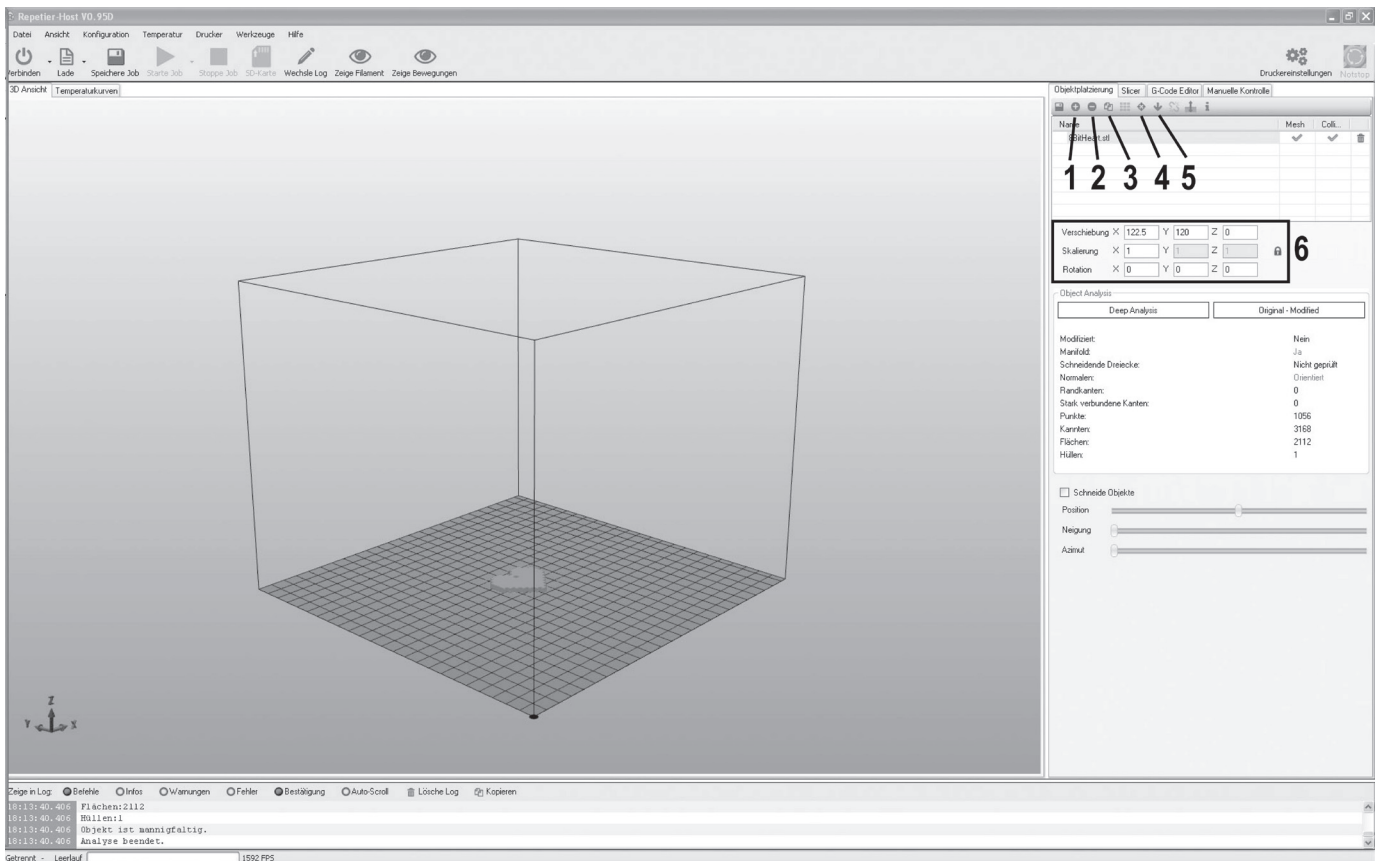 Repetier-Host V0.95D
Datei Ansicht Konfiguration Temperatur Drucker Werkzeuge Hilfe
Verbinden Lade Speichere Job Starte Job Stoppe Job SD-Karte Wechsle Log Zeige Filament Zeige Bewegungen Druckereinstellungen Notstop
3D Ansicht Temperaturkurven
Objektplatzierung Slicer G-Code Editor Manuelle Kontrolle
Name Mesh Colli...
8BitHeart.stl
1 2 3 4 5
Verschiebung X 122.5 Y 120 Z 0
Skalierung X 1 Y 1 Z 1
Rotation X 0 Y 0 Z 0
6
Object Analysis
Deep Analysis Original - Modified
Modifiziert: Nein
Manifold: Ja
Schneidende Dreiecke: Nicht geprüft
Normalen: Orientiert
Randkanten: 0
Stark verbundene Kanten: 0
Punkte: 1056
Kannten: 3168
Flächen: 2112
Hüllen: 1
Schneide Objekte
Position
Neigung
Azimut
Z
Y X
Zeige in Log: Befehle Infos Warnungen Fehler Bestätigung Auto-Scroll Lösche Log Kopieren
18:13:40.406 Flächen:2112
18:13:40.406 Hüllen:1
18:13:40.406 Objekt ist mannigfaltig.
18:13:40.406 Analyse beendet.
Getrennt - Leerlauf 1592 FPS